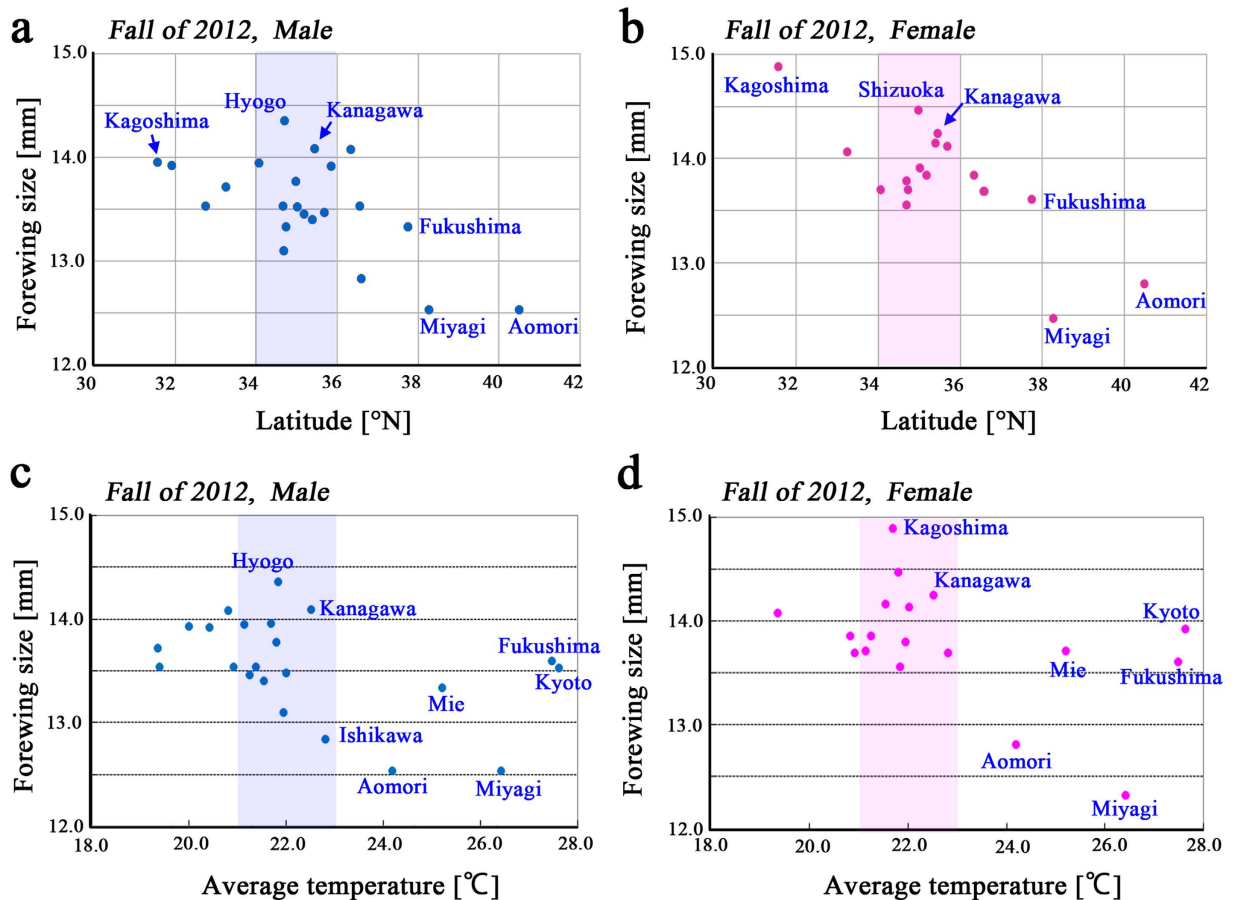 a
Fall of 2012, Male
Forewing size [mm]
15.0
14.0
13.0
12.0
Hyogo
Kanagawa
Kagoshima
Fukushima
Miyagi
Aomori
30
32
34
36
38
40
42
Latitude [°N]
b
Fall of 2012, Female
Forewing size [mm]
15.0
14.0
13.0
12.0
Kagoshima
Shizuoka
Kanagawa
Fukushima
Aomori
Miyagi
30
32
34
36
38
40
42
Latitude [°N]
c
Fall of 2012, Male
Forewing size [mm]
15.0
14.0
13.0
12.0
Hyogo
Kanagawa
Fukushima
Kyoto
Mie
Ishikawa
Aomori
Miyagi
18.0
20.0
22.0
24.0
26.0
28.0
Average temperature [℃]
d
Fall of 2012, Female
Forewing size [mm]
15.0
14.0
13.0
12.0
Kagoshima
Kanagawa
Kyoto
Mie
Fukushima
Aomori
Miyagi
18.0
20.0
22.0
24.0
26.0
28.0
Average temperature [℃]